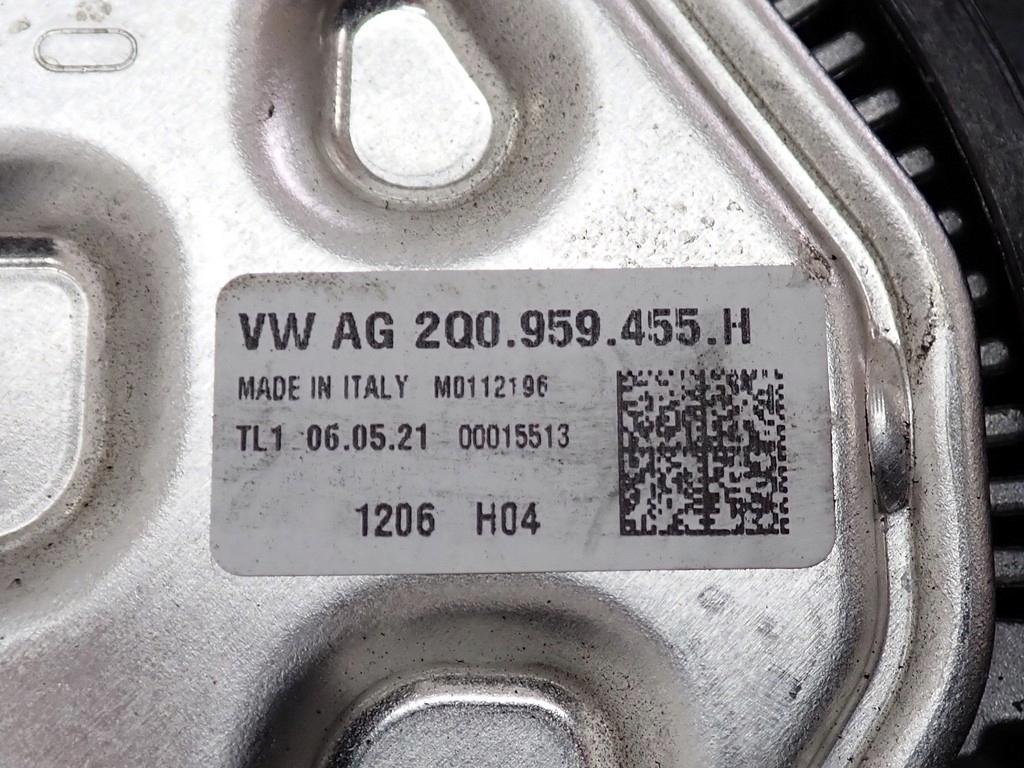 VW AG 2Q0.959.455.H
MADE IN ITALY M0112196
TL1 06.05.21 00015513
1206 H04